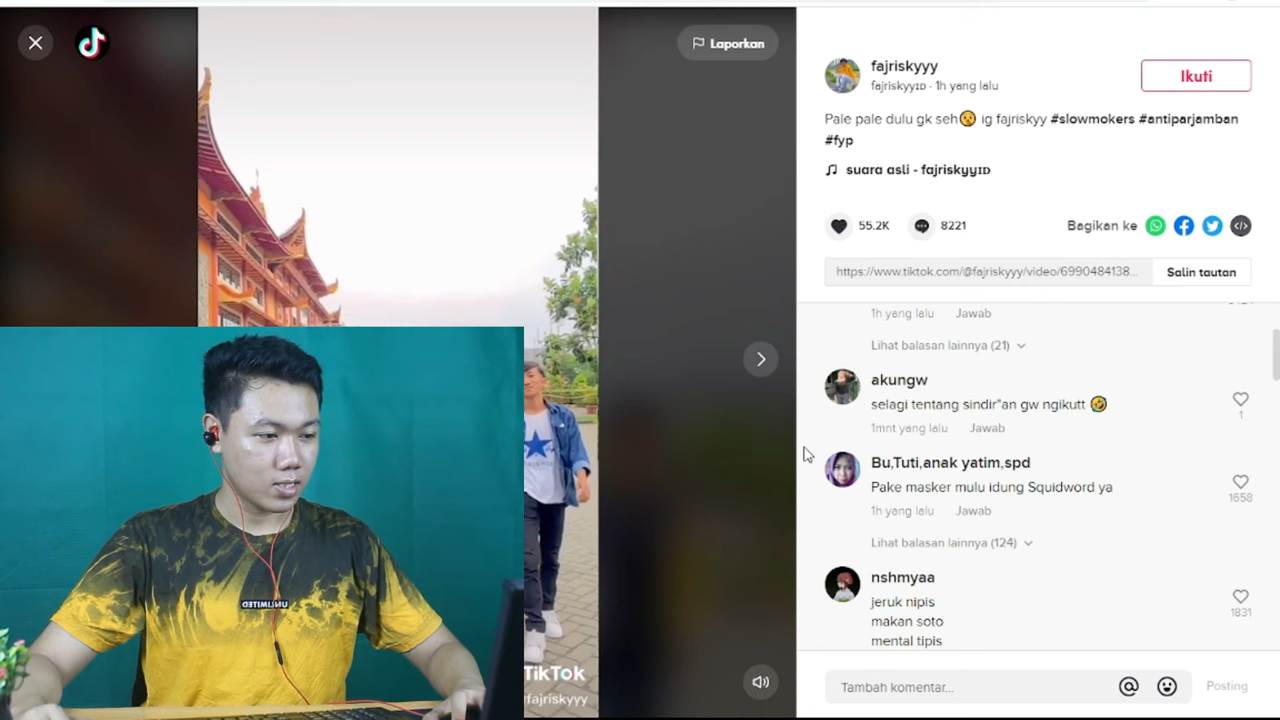 Laporkan
fajriskyyy
fajriskyyɪᴅ · 1h yang lalu
Ikuti
Pale pale dulu gk seh😯 ig fajriskyy #slowmokers #antiparjamban
#fyp
suara asli - fajriskyyɪᴅ
55.2K
8221
Bagikan ke
https://www.tiktok.com/@fajriskyyy/video/6990484138...
Salin tautan
1h yang lalu Jawab
Lihat balasan lainnya (21)
akungw
selagi tentang sindir"an gw ngikutt 🤣
1
1mnt yang lalu Jawab
Bu,Tuti,anak yatim,spd
Pake masker mulu idung Squidword ya
1658
1h yang lalu Jawab
Lihat balasan lainnya (124)
nshmyaa
jeruk nipis
1831
makan soto
mental tipis
Tambah komentar...
Posting
UNLIMITED
TikTok
fajriskyyy